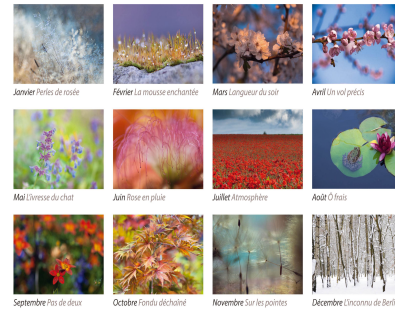 Janvier Perles de rosée
Février La mousse enchantée
Mars Langueur du soir
Avril Un vol précis
Mai L'ivresse du chat
Juin Rose en pluie
Juillet Atmosphère
Août Ô frais
Septembre Pas de deux
Octobre Fondu déchaîné
Novembre Sur les pointes
Décembre L'inconnu de